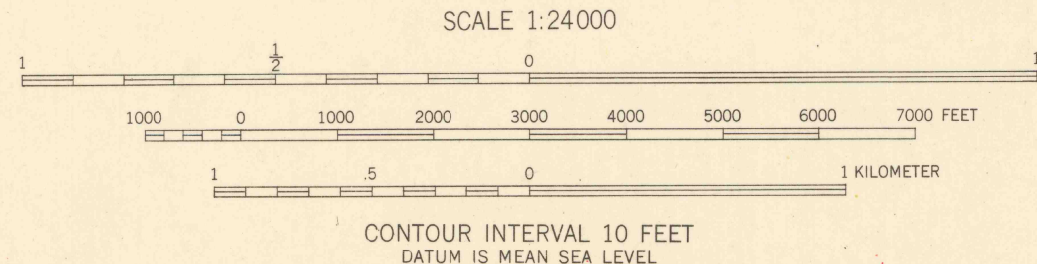 SCALE 1:24000
1 1/2 0 1
1000 0 1000 2000 3000 4000 5000 6000 7000 FEET
1 .5 0 1 KILOMETER
CONTOUR INTERVAL 10 FEET
DATUM IS MEAN SEA LEVEL